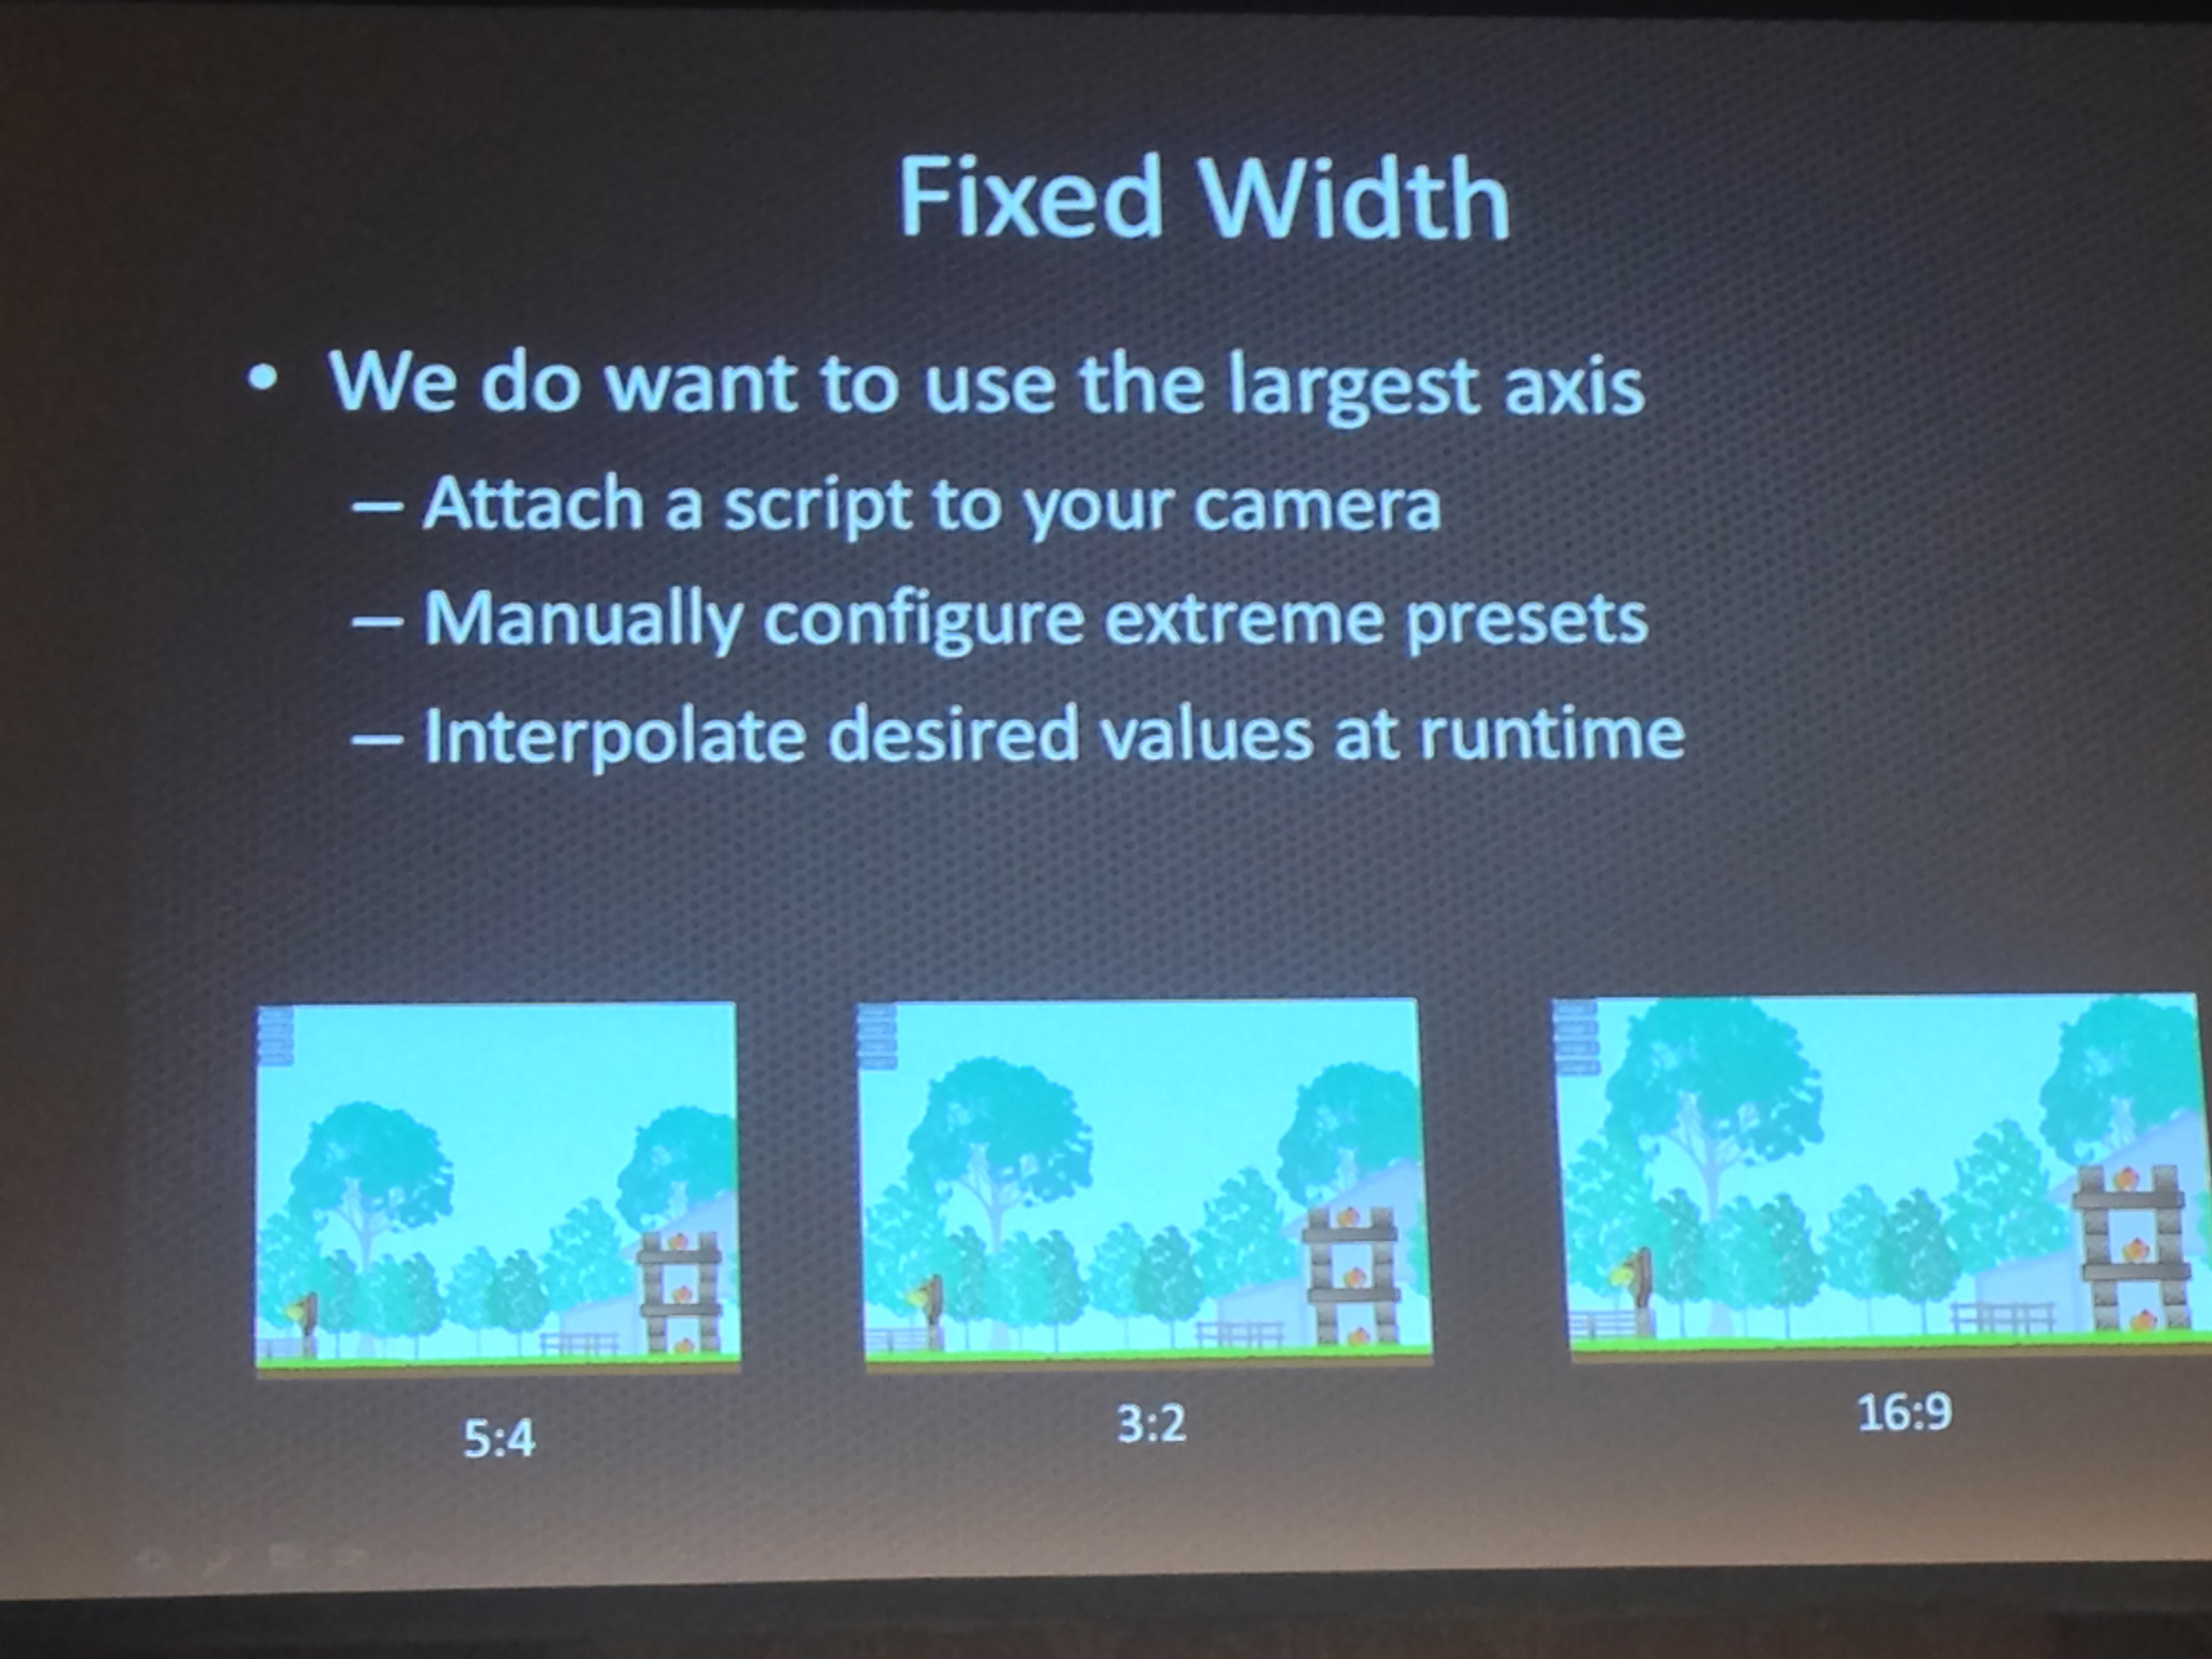 Fixed Width
• We do want to use the largest axis
– Attach a script to your camera
– Manually configure extreme presets
– Interpolate desired values at runtime
5:4
3:2
16:9